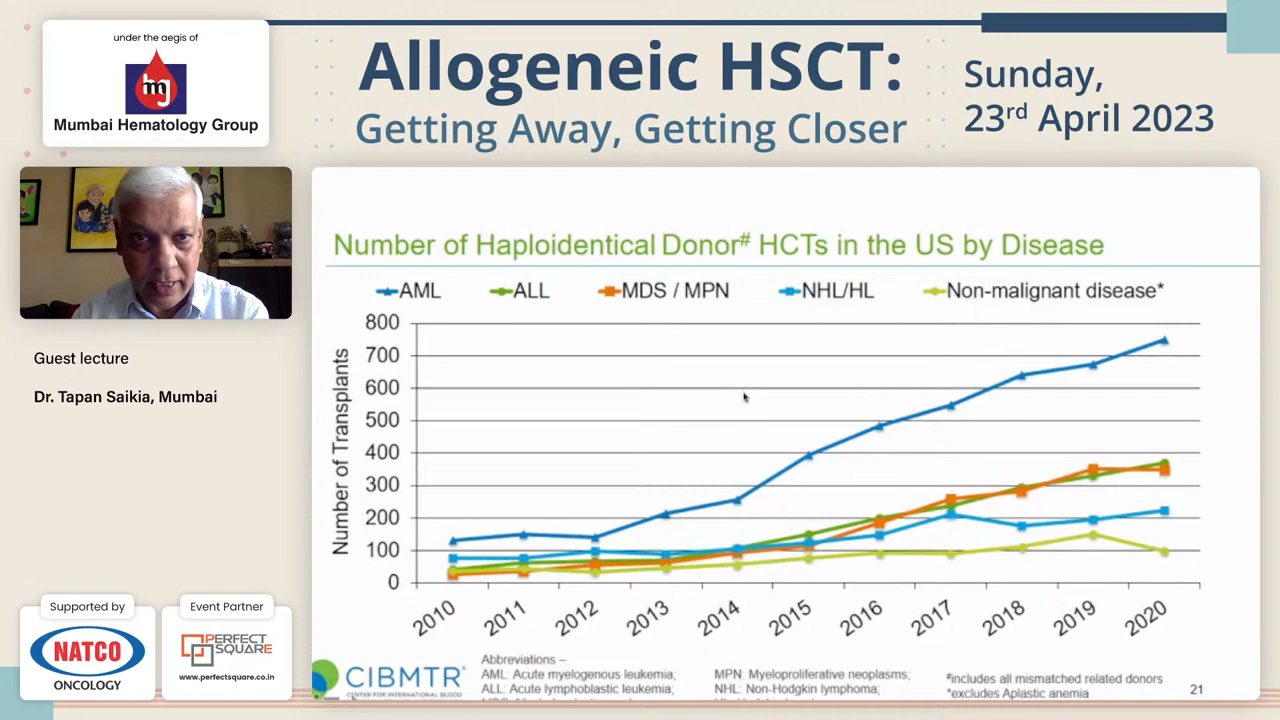 under the aegis of
hg
Mumbai Hematology Group
Allogeneic HSCT:
Getting Away, Getting Closer
Sunday,
23rd April 2023
Guest lecture
Dr. Tapan Saikia, Mumbai
Supported by
NATCO
ONCOLOGY
Event Partner
PERFECT
SQUARE
www.perfectsquare.co.in
Number of Haploidentical Donor# HCTs in the US by Disease
AML ALL MDS / MPN NHL/HL Non-malignant disease*
Number of Transplants
800
700
600
500
400
300
200
100
0
2010 2011 2012 2013 2014 2015 2016 2017 2018 2019 2020
CIBMTR®
CENTER FOR INTERNATIONAL BLOOD
Abbreviations –
AML: Acute myelogenous leukemia;
ALL: Acute lymphoblastic leukemia;
MPN: Myeloproliferative neoplasms;
NHL: Non-Hodgkin lymphoma;
#includes all mismatched related donors
*excludes Aplastic anemia
21